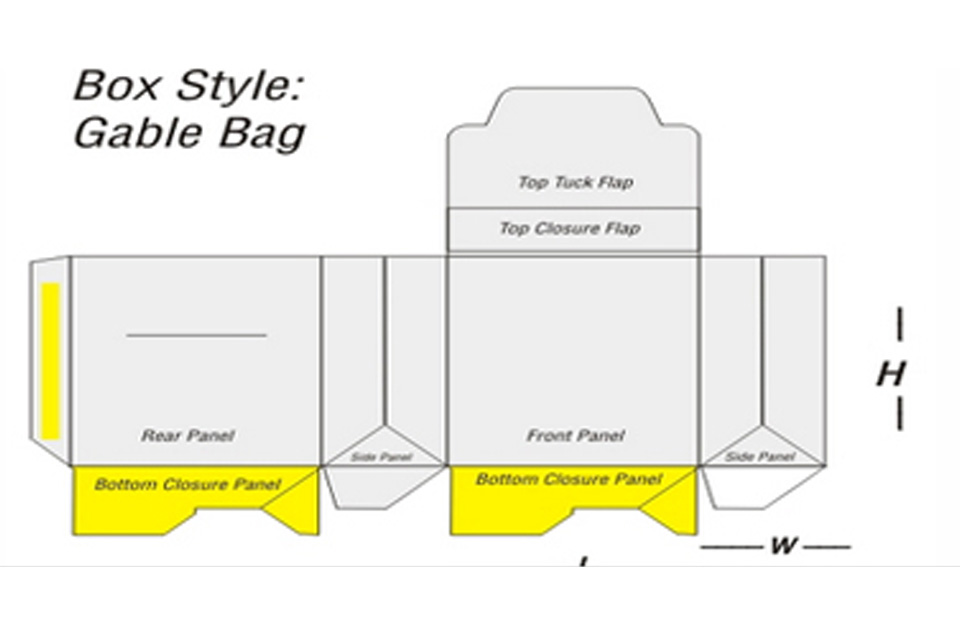 Box Style:
Gable Bag
Top Tuck Flap
Top Closure Flap
H
Rear Panel
Front Panel
Side Panel
Side Panel
Bottom Closure Panel
Bottom Closure Panel
W